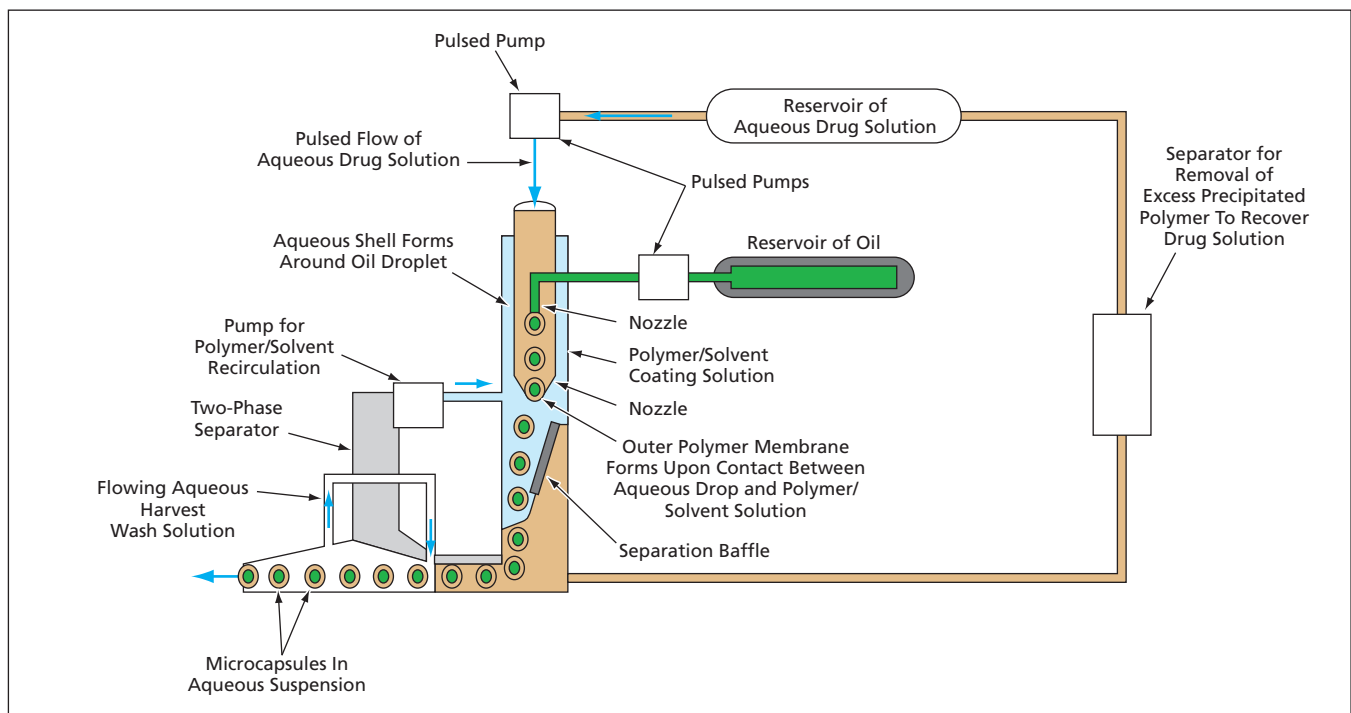 Pulsed Pump
Reservoir of
Aqueous Drug Solution
Pulsed Flow of
Aqueous Drug Solution
Separator for
Removal of
Excess Precipitated
Polymer To Recover
Drug Solution
Pulsed Pumps
Aqueous Shell Forms
Around Oil Droplet
Reservoir of Oil
Nozzle
Pump for
Polymer/Solvent
Recirculation
Polymer/Solvent
Coating Solution
Nozzle
Two-Phase
Separator
Outer Polymer Membrane
Forms Upon Contact Between
Aqueous Drop and Polymer/
Solvent Solution
Flowing Aqueous
Harvest
Wash Solution
Separation Baffle
Microcapsules In
Aqueous Suspension